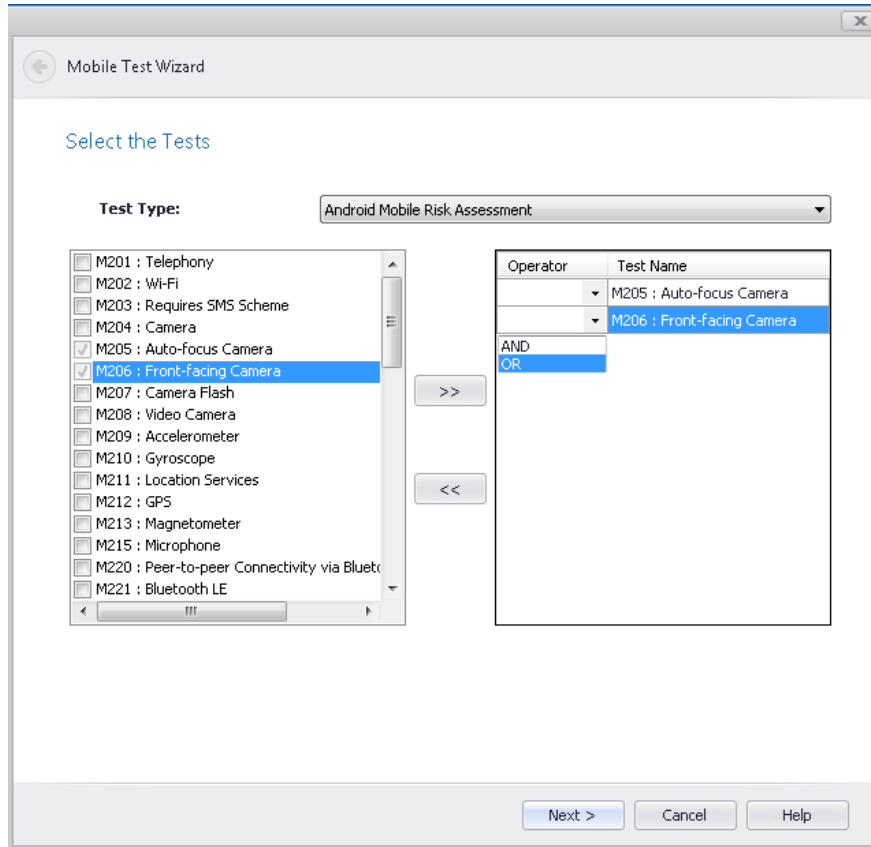 Mobile Test Wizard
Select the Tests
Test Type:
Android Mobile Risk Assessment
M201 : Telephony
M202 : Wi-Fi
M203 : Requires SMS Scheme
M204 : Camera
M205 : Auto-focus Camera
M206 : Front-facing Camera
M207 : Camera Flash
M208 : Video Camera
M209 : Accelerometer
M210 : Gyroscope
M211 : Location Services
M212 : GPS
M213 : Magnetometer
M215 : Microphone
M220 : Peer-to-peer Connectivity via Blueto
M221 : Bluetooth LE
>>
<<
Operator Test Name
M205 : Auto-focus Camera
M206 : Front-facing Camera
AND
OR
Next > Cancel Help